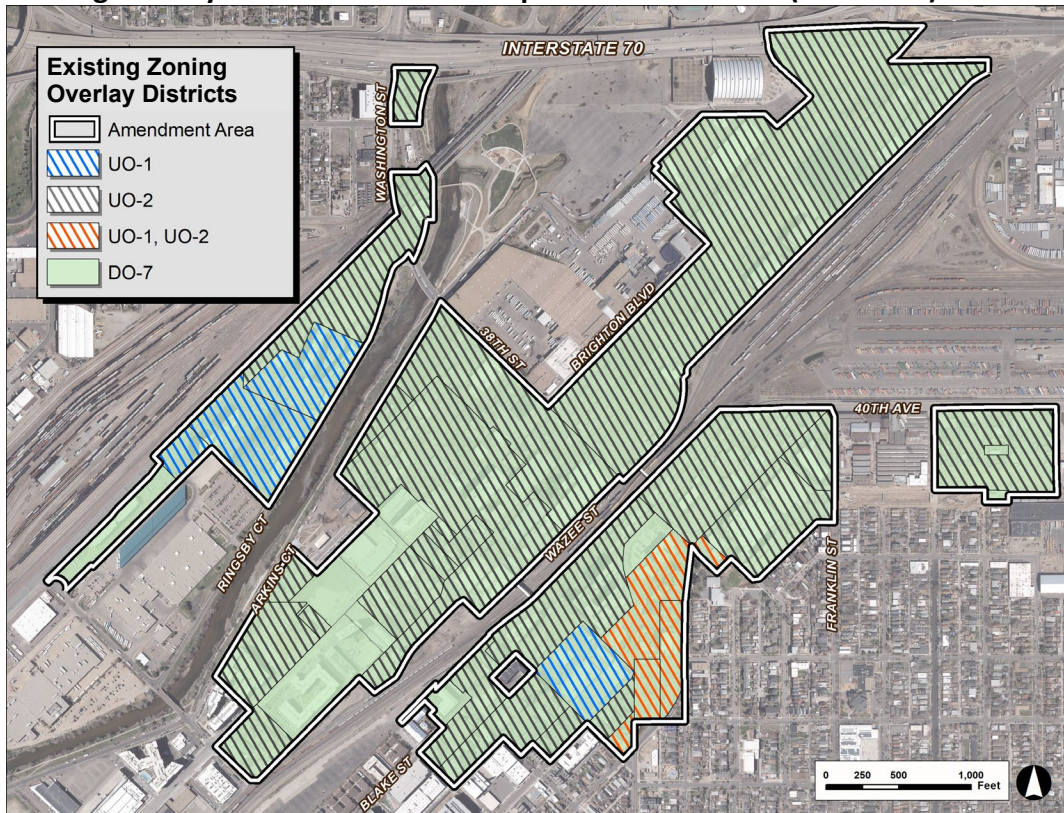 INTERSTATE 70
Existing Zoning
Overlay Districts
Amendment Area
UO-1
UO-2
UO-1, UO-2
DO-7
WASHINGTON ST
38TH ST
BRIGHTON BLVD
40TH AVE
WAZEE ST
RINGSBY CT
ARKINS CT
FRANKLIN ST
BLAKE ST
0 250 500 1,000
Feet